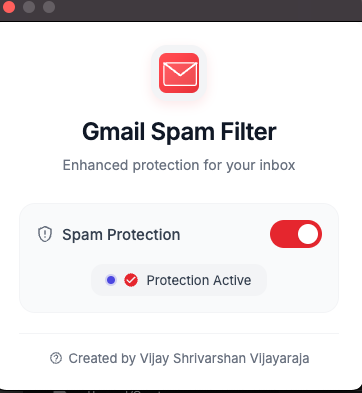 Gmail Spam Filter
Enhanced protection for your inbox
Spam Protection
Protection Active
Created by Vijay Shrivarshan Vijayaraja